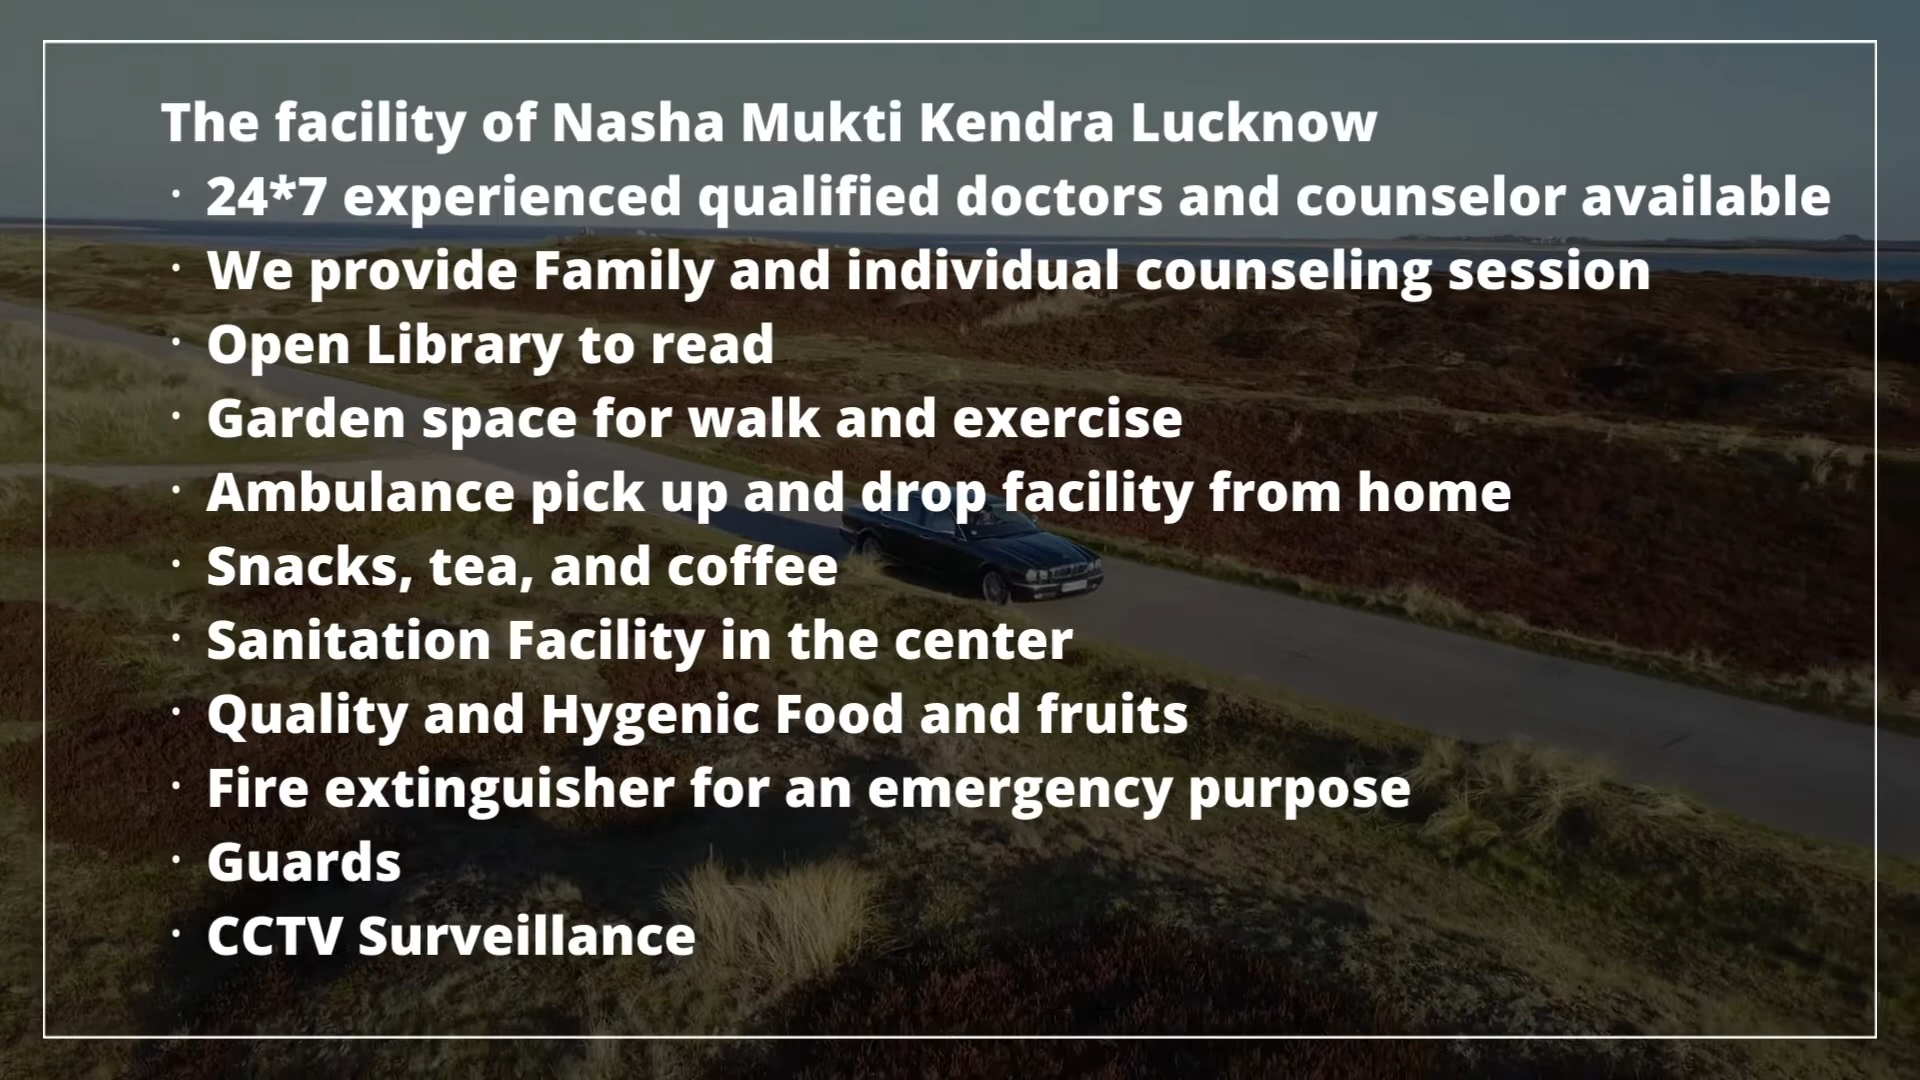 The facility of Nasha Mukti Kendra Lucknow
· 24*7 experienced qualified doctors and counselor available
· We provide Family and individual counseling session
· Open Library to read
· Garden space for walk and exercise
· Ambulance pick up and drop facility from home
· Snacks, tea, and coffee
· Sanitation Facility in the center
· Quality and Hygenic Food and fruits
· Fire extinguisher for an emergency purpose
· Guards
· CCTV Surveillance